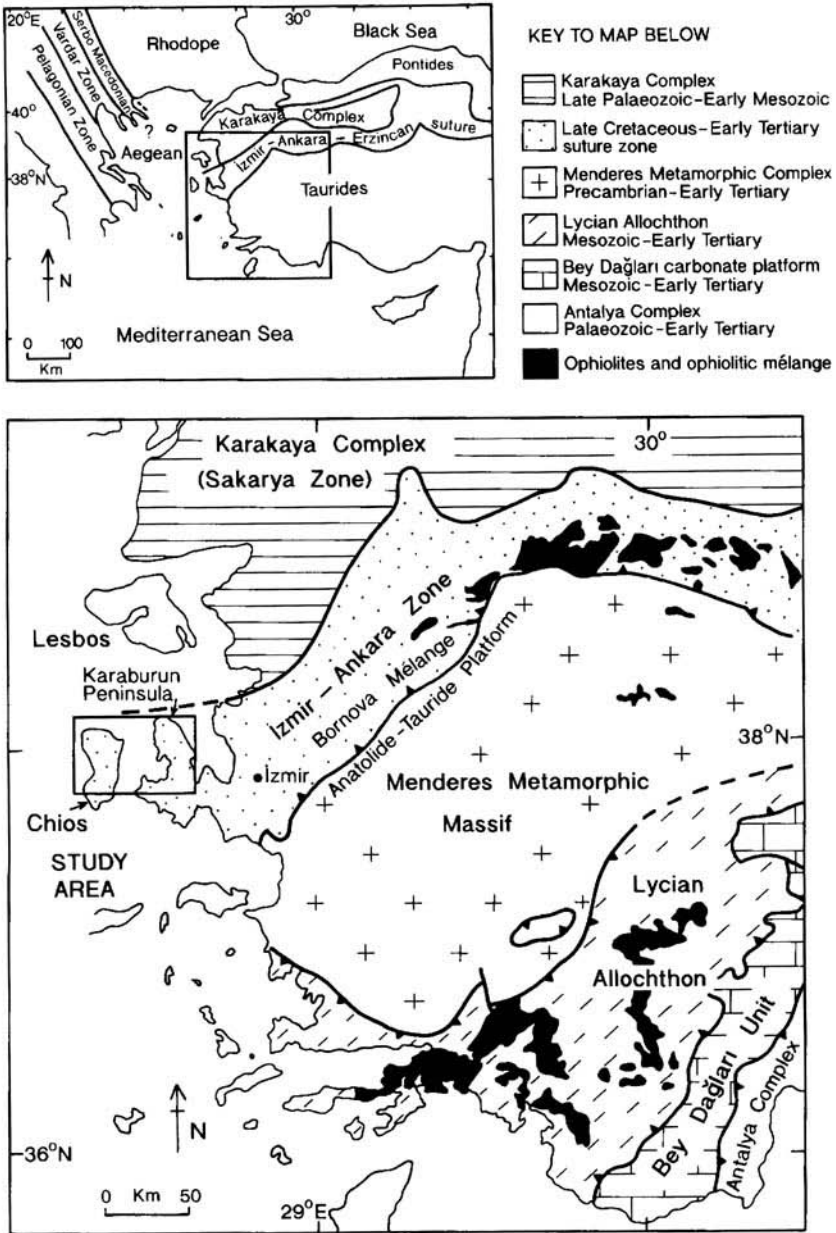 20°E
30°
Serbo Macedonian
Vardar Zone
Pelagonian Zone
Rhodope
Black Sea
Pontides
40°
Karakaya Complex
?
Aegean
İzmir-Ankara-Erzincan suture
38°N
Taurides
N
Mediterranean Sea
0 100
Km
KEY TO MAP BELOW
Karakaya Complex
Late Palaeozoic-Early Mesozoic
Late Cretaceous-Early Tertiary
suture zone
Menderes Metamorphic Complex
Precambrian-Early Tertiary
Lycian Allochthon
Mesozoic-Early Tertiary
Bey Dağları carbonate platform
Mesozoic-Early Tertiary
Antalya Complex
Palaeozoic-Early Tertiary
Ophiolites and ophiolitic mélange
Karakaya Complex
(Sakarya Zone)
30°
Lesbos
Karaburun
Peninsula
İzmir-Ankara Zone
Bornova Mélange
Anatolide-Tauride Platform
38°N
İzmir
Menderes Metamorphic
Massif
Chios
STUDY
AREA
Lycian
Allochthon
Bey Dağları Unit
Antalya Complex
N
36°N
0 Km 50
29°E